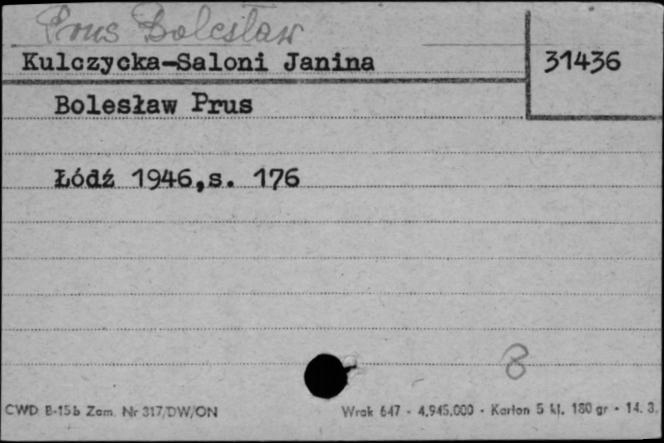 Prus Bolesław
Kulczycka-Saloni Janina
31436
Bolesław Prus
Łódź 1946,s. 176
8
CWD B-15b Zam. Nr 317/DW/ON
Wrak 647 - 4.945.000 - Karton 5 kl. 180 gr - 14. 3.